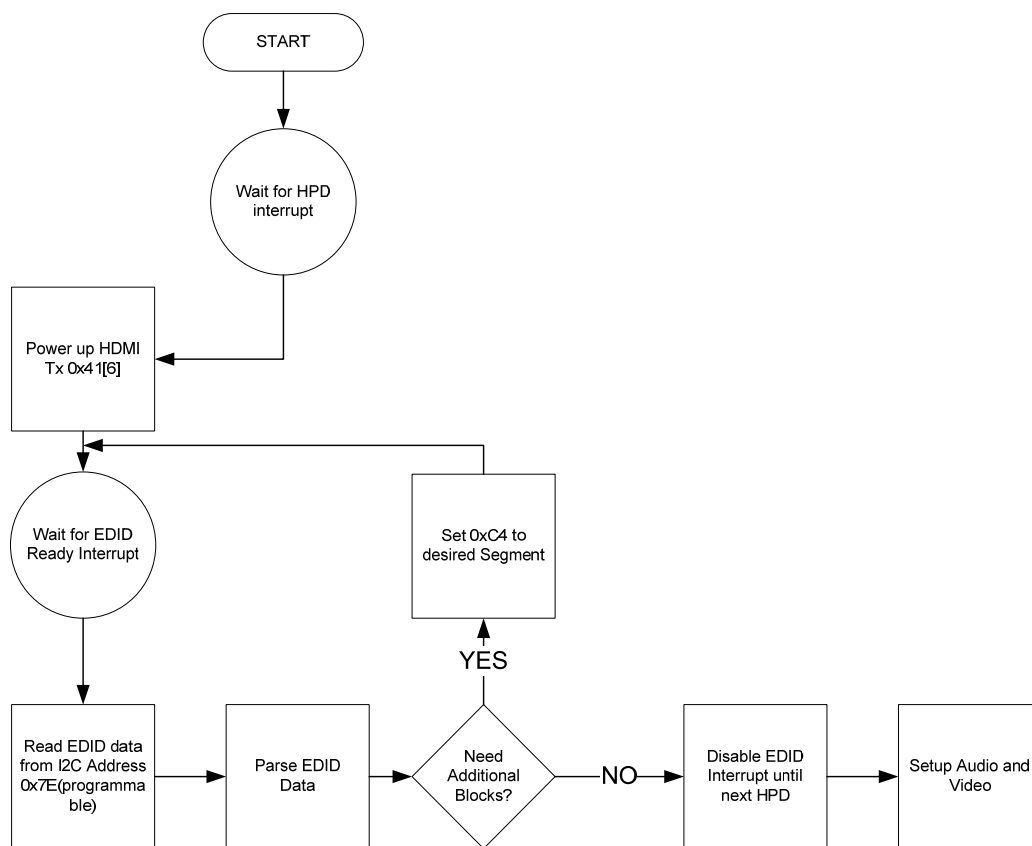 START
Wait for HPD
interrupt
Power up HDMI
Tx 0x41[6]
Wait for EDID
Ready Interrupt
Set 0xC4 to
desired Segment
YES
Read EDID data
from I2C Address
0x7E(programma
ble)
Parse EDID
Data
Need
Additional
Blocks?
NO
Disable EDID
Interrupt until
next HPD
Setup Audio and
Video